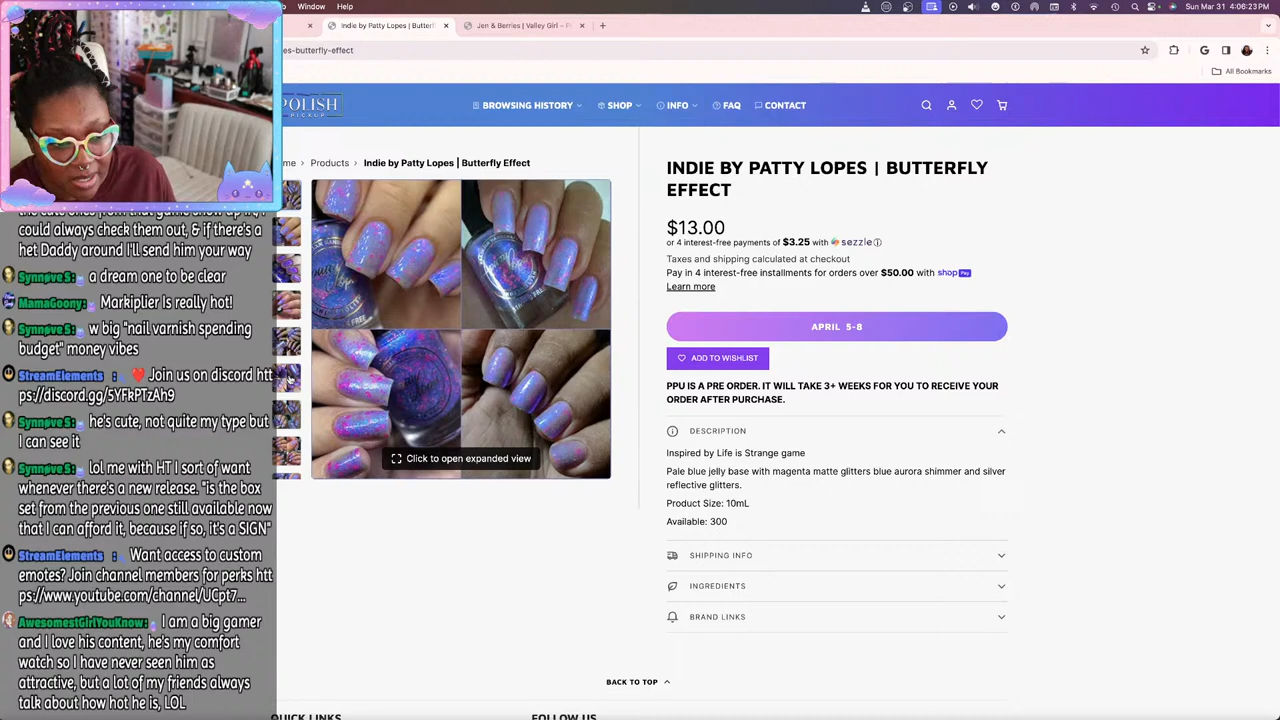 Window Help
Sun Mar 31 4:06:23 PM
Indie by Patty Lopes | Butterf
Jen & Berries | Valley Girl – P
es-butterfly-effect
All Bookmarks
POLISH
PICKUP
BROWSING HISTORY
SHOP
INFO
FAQ
CONTACT
me › Products › Indie by Patty Lopes | Butterfly Effect
INDIE BY PATTY LOPES | BUTTERFLY
EFFECT
$13.00
or 4 interest-free payments of $3.25 with sezzle
Taxes and shipping calculated at checkout
Pay in 4 interest-free installments for orders over $50.00 with shop Pay
Learn more
APRIL 5-8
ADD TO WISHLIST
PPU IS A PRE ORDER. IT WILL TAKE 3+ WEEKS FOR YOU TO RECEIVE YOUR
ORDER AFTER PURCHASE.
DESCRIPTION
Inspired by Life is Strange game
Pale blue jelly base with magenta matte glitters blue aurora shimmer and silver
reflective glitters.
Product Size: 10mL
Available: 300
SHIPPING INFO
INGREDIENTS
BRAND LINKS
Click to open expanded view
BACK TO TOP
QUICK LINKS
FOLLOW US
could always check them out, & if there's a
het Daddy around I'll send him your way
Synnøve S: a dream one to be clear
MamaGoony: Markiplier Is really hot!
Synnøve S: w big "nail varnish spending
budget" money vibes
StreamElements : Join us on discord htt
ps://discord.gg/5YFkPTzAh9
Synnøve S: he's cute, not quite my type but
I can see it
Synnøve S: lol me with HT I sort of want
whenever there's a new release. "is the box
set from the previous one still available now
that I can afford it, because if so, it's a SIGN"
StreamElements : Want access to custom
emotes? Join channel members for perks htt
ps://www.youtube.com/channel/UCpt7...
AwesomestGirlYouKnow: I am a big gamer
and I love his content, he's my comfort
watch so I have never seen him as
attractive, but a lot of my friends always
talk about how hot he is, LOL